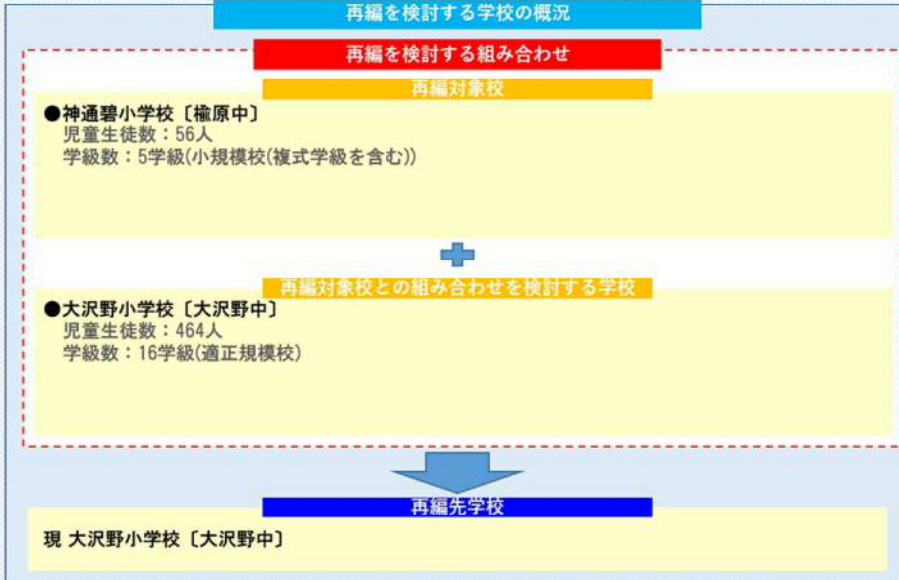 再編を検討する学校の概況
再編を検討する組み合わせ
再編対象校
●神通碧小学校〔楡原中〕
児童生徒数：56人
学級数：5学級(小規模校(複式学級を含む))
再編対象校との組み合わせを検討する学校
●大沢野小学校〔大沢野中〕
児童生徒数：464人
学級数：16学級(適正規模校)
再編先学校
現 大沢野小学校〔大沢野中〕